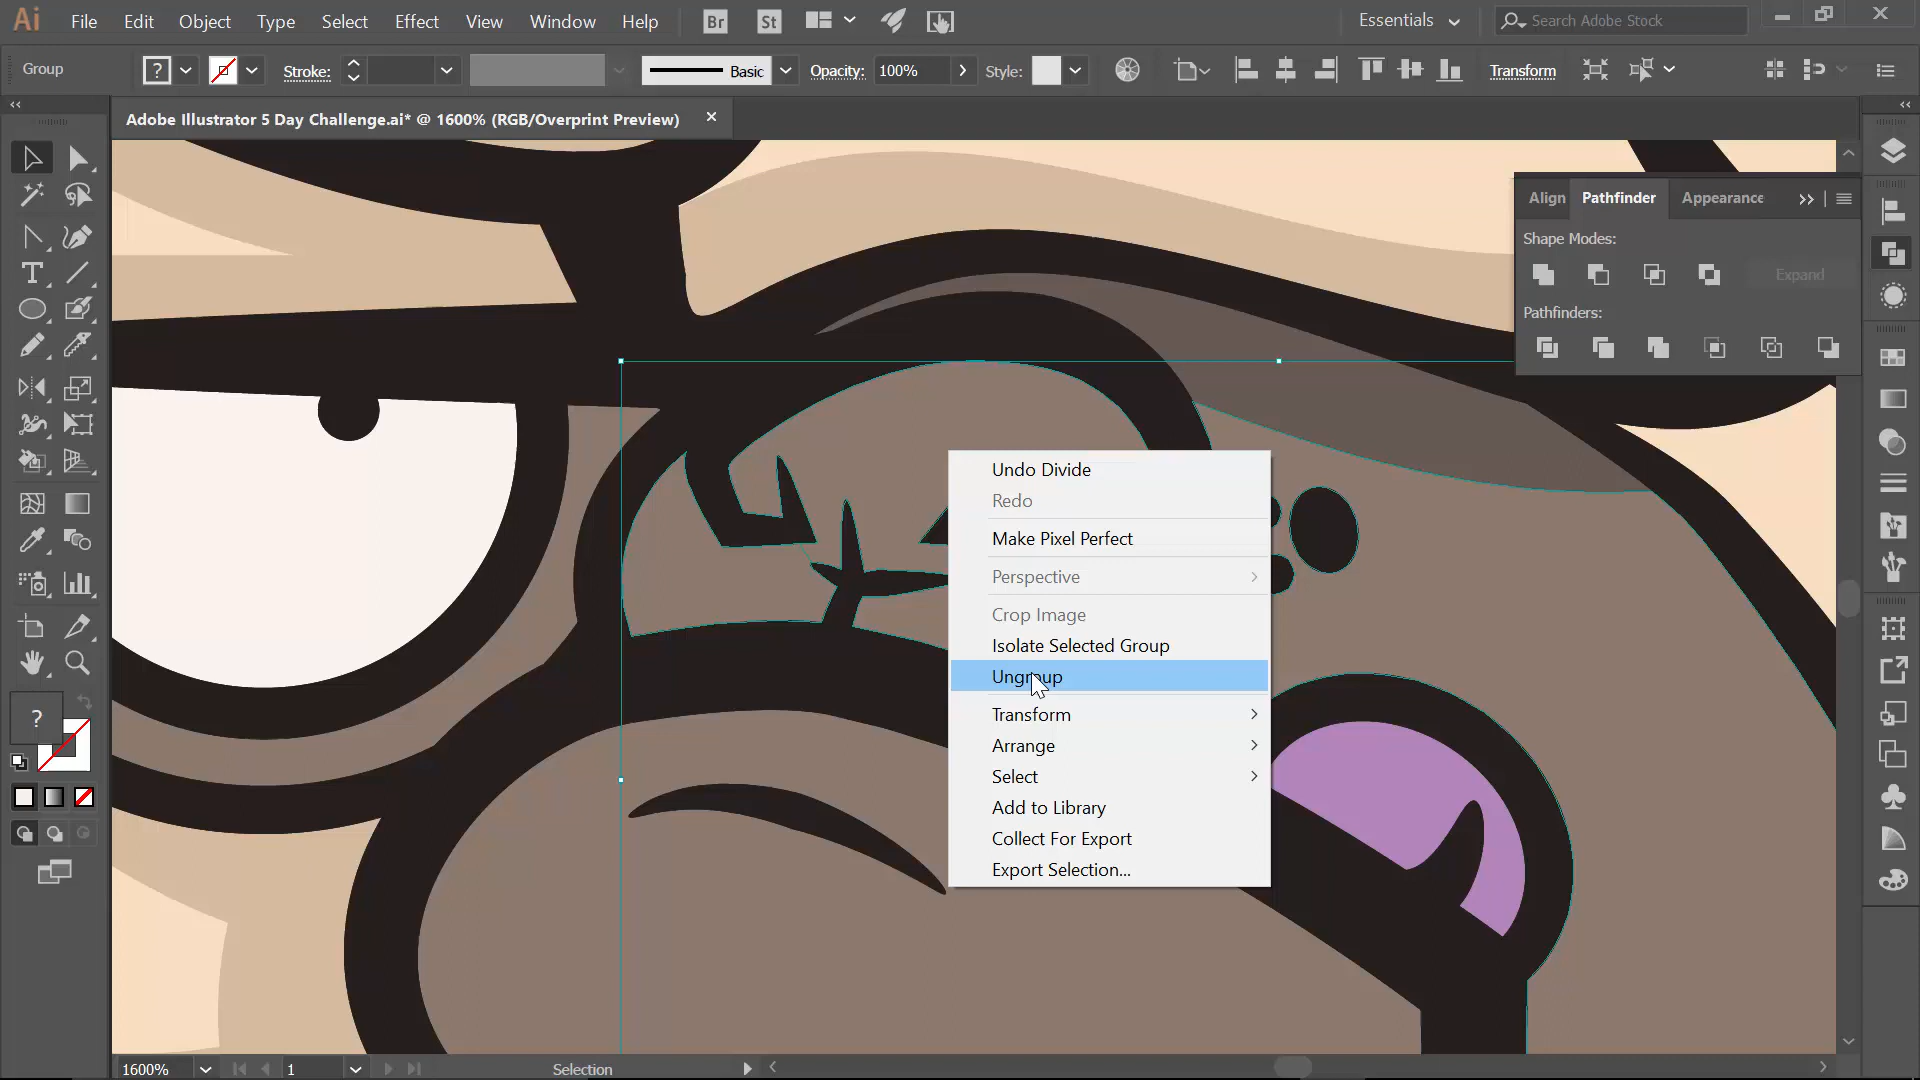 Ai File Edit Object Type Select Effect View Window Help Br St Essentials Search Adobe Stock
Group ? Stroke: Basic Opacity: 100% Style: Transform
Adobe Illustrator 5 Day Challenge.ai* @ 1600% (RGB/Overprint Preview)
Align Pathfinder Appearance
Shape Modes:
Expand
Pathfinders:
Undo Divide
Redo
Make Pixel Perfect
Perspective
Crop Image
Isolate Selected Group
Ungroup
Transform
Arrange
Select
Add to Library
Collect For Export
Export Selection...
?
1600% 1 Selection